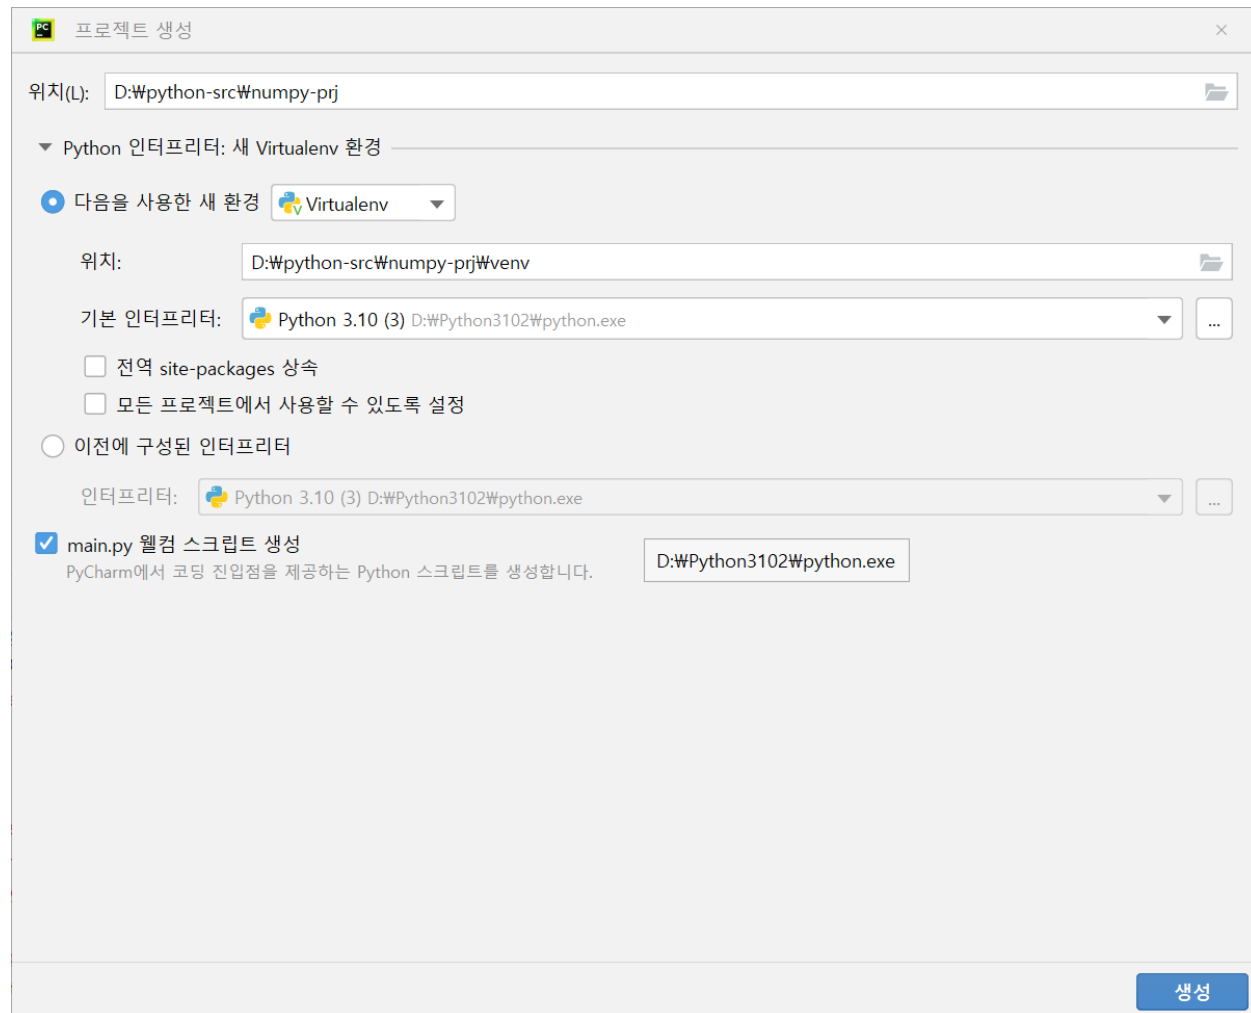 PC
프로젝트 생성
위치(L): D:₩python-src₩numpy-prj
Python 인터프리터: 새 Virtualenv 환경
다음을 사용한 새 환경 Virtualenv
위치: D:₩python-src₩numpy-prj₩venv
기본 인터프리터: Python 3.10 (3) D:₩Python3102₩python.exe ...
전역 site-packages 상속
모든 프로젝트에서 사용할 수 있도록 설정
이전에 구성된 인터프리터
인터프리터: Python 3.10 (3) D:₩Python3102₩python.exe ...
main.py 웰컴 스크립트 생성
PyCharm에서 코딩 진입점을 제공하는 Python 스크립트를 생성합니다.
D:₩Python3102₩python.exe
생성